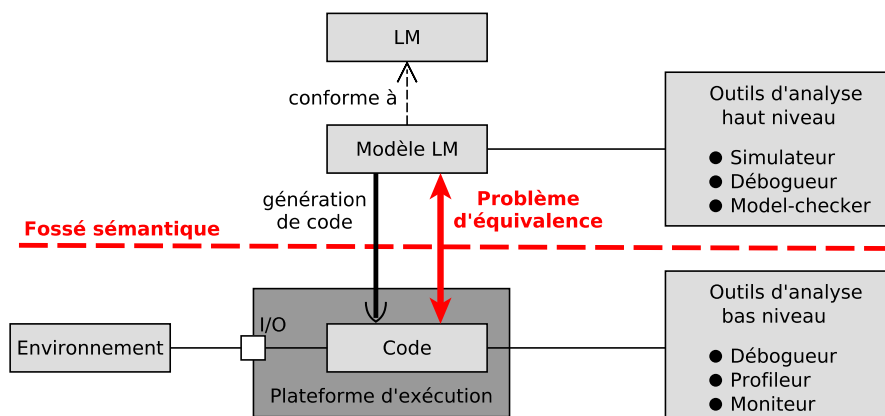 LM
conforme à
Modèle LM
Outils d'analyse
haut niveau
● Simulateur
● Débogueur
● Model-checker
génération
de code
Problème
d'équivalence
Fossé sémantique
Environnement
I/O
Code
Plateforme d'exécution
Outils d'analyse
bas niveau
● Débogueur
● Profileur
● Moniteur